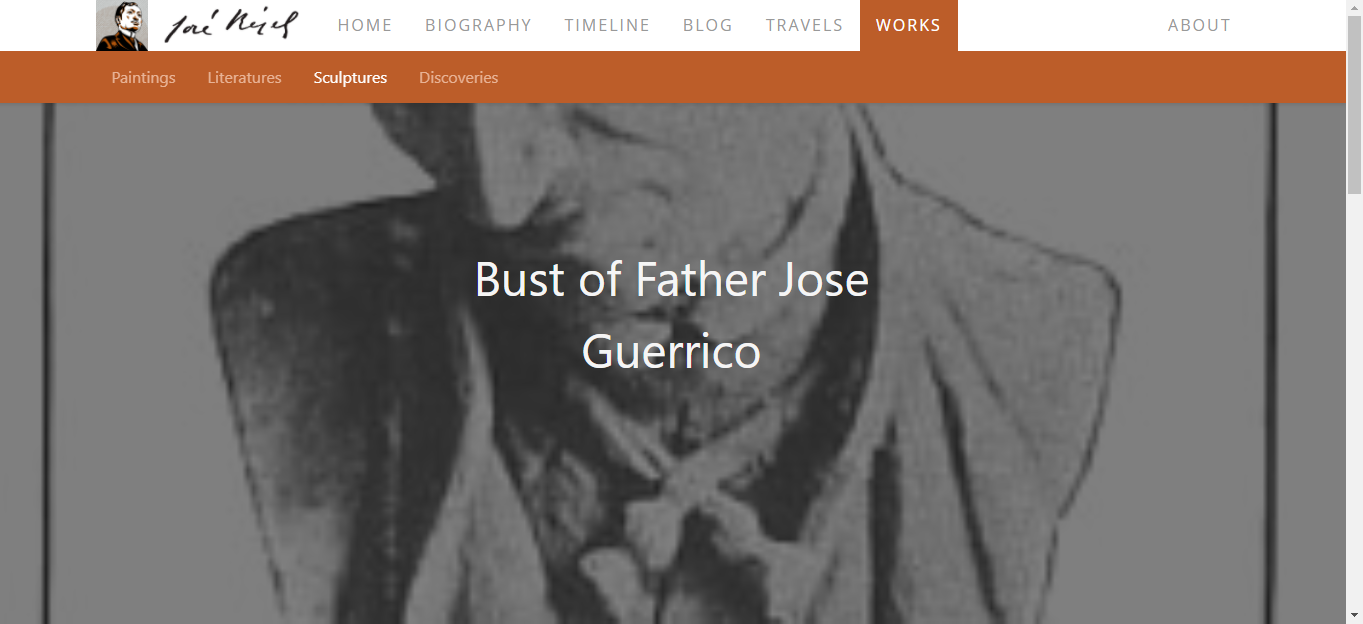 José Rizal
HOME BIOGRAPHY TIMELINE BLOG TRAVELS WORKS ABOUT
Paintings Literatures Sculptures Discoveries
Bust of Father Jose
Guerrico